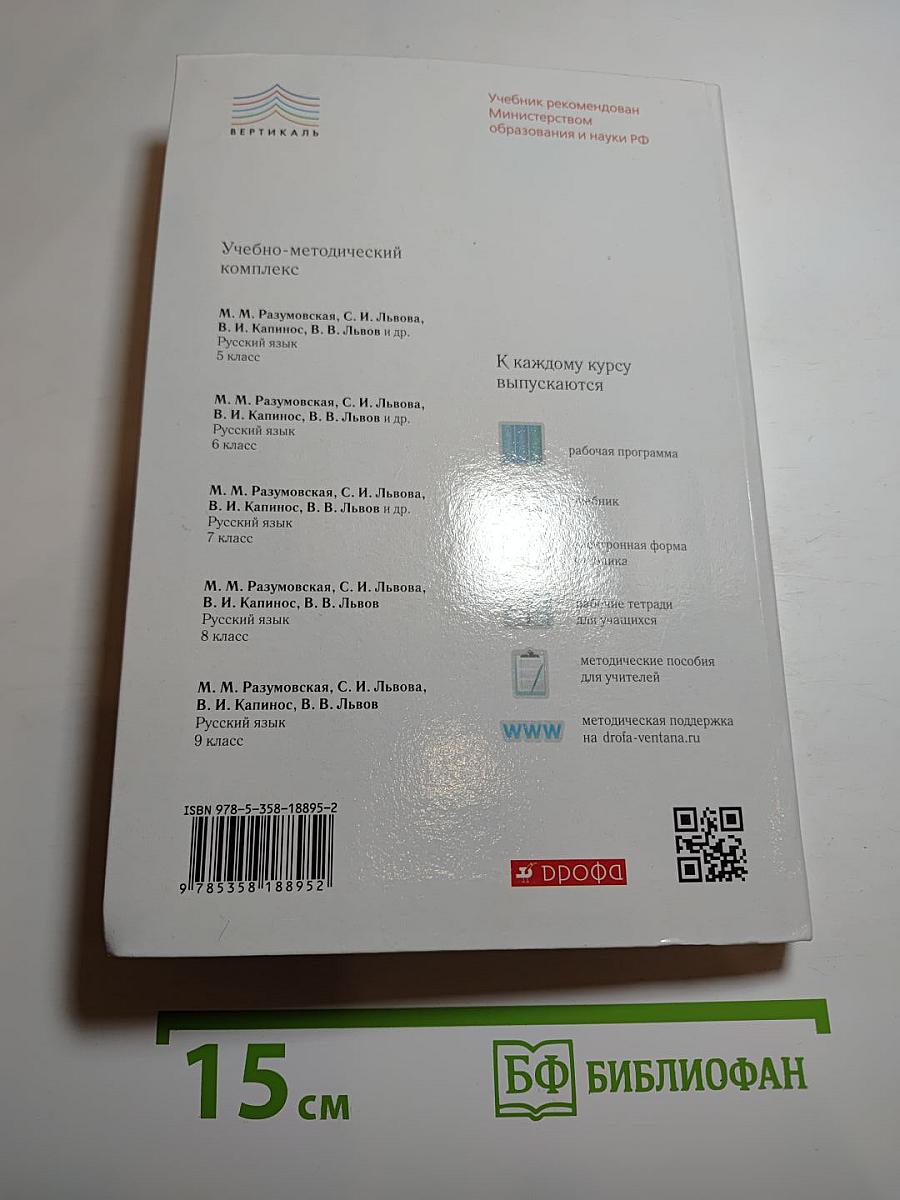 ВЕРТИКАЛЬ
Учебник рекомендован
Министерством
образования и науки РФ
Учебно-методический
комплекс
М. М. Разумовская, С. И. Львова,
В. И. Капинос, В. В. Львов и др.
Русский язык
5 класс
М. М. Разумовская, С. И. Львова,
В. И. Капинос, В. В. Львов и др.
Русский язык
6 класс
М. М. Разумовская, С. И. Львова,
В. И. Капинос, В. В. Львов и др.
Русский язык
7 класс
М. М. Разумовская, С. И. Львова,
В. И. Капинос, В. В. Львов
Русский язык
8 класс
М. М. Разумовская, С. И. Львова,
В. И. Капинос, В. В. Львов
Русский язык
9 класс
К каждому курсу
выпускаются
рабочая программа
форма
рабочие тетради
для учащихся
методические пособия
для учителей
www
методическая поддержка
на drofa-ventana.ru
ISBN 978-5-358-18895-2
9 785358 188952
дрофа
15 см
БФ БИБЛИОФАН